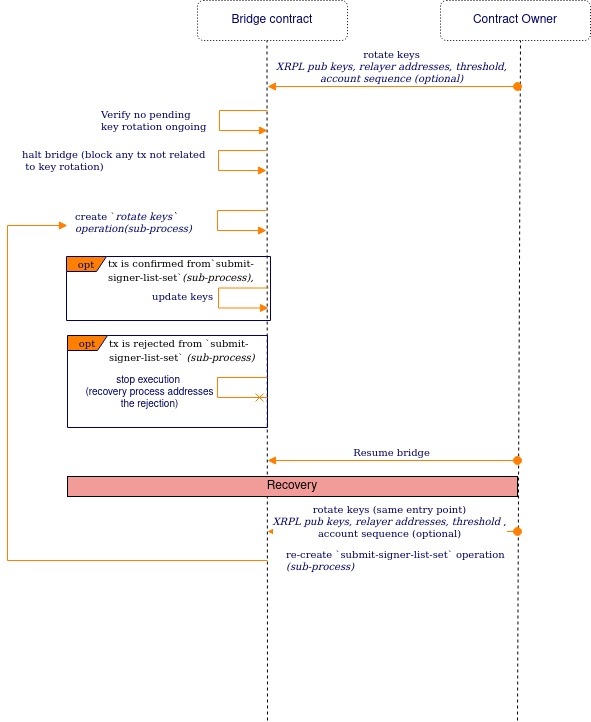 Bridge contract
Contract Owner
rotate keys
XRPL pub keys, relayer addresses, threshold,
account sequence (optional)
Verify no pending
key rotation ongoing
halt bridge (block any tx not related
to key rotation)
create `rotate keys`
operation(sub-process)
opt
tx is confirmed from`submit-
signer-list-set`(sub-process),
update keys
opt
tx is rejected from `submit-
signer-list-set` (sub-process)
stop execution
(recovery process addresses
the rejection)
Resume bridge
Recovery
rotate keys (same entry point)
XRPL pub keys, relayer addresses, threshold ,
account sequence (optional)
re-create `submit-signer-list-set` operation
(sub-process)